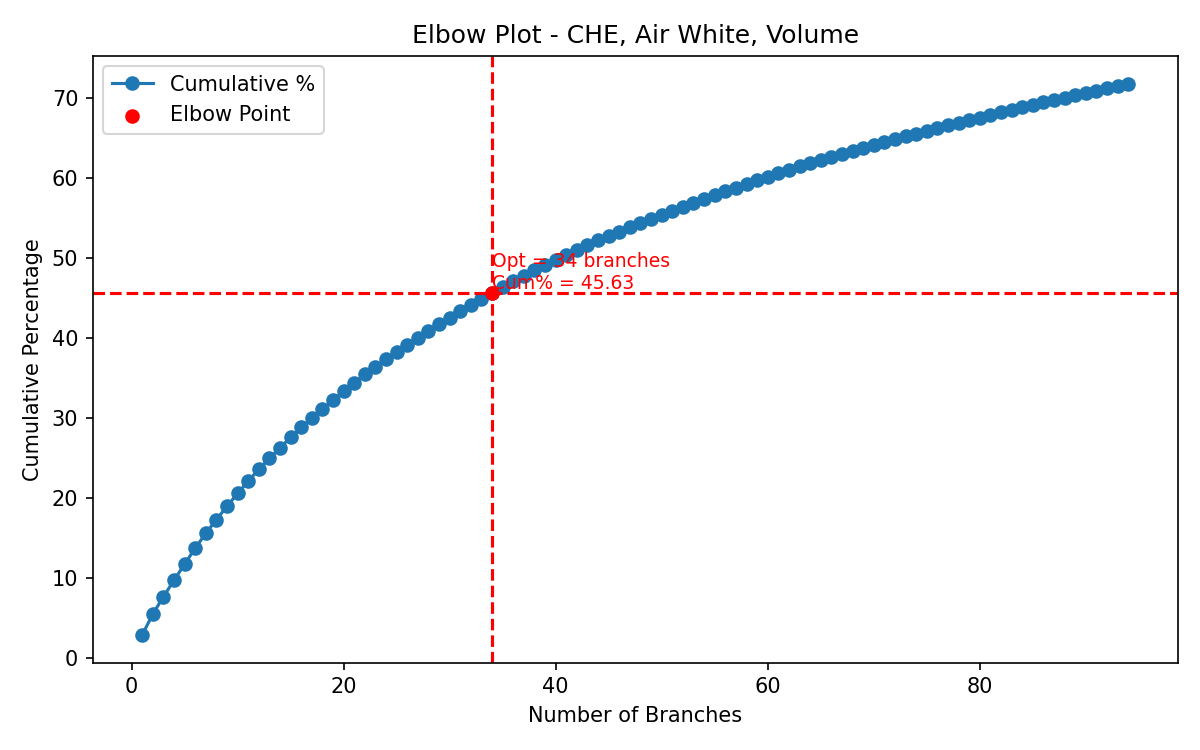 Elbow Plot - CHE, Air White, Volume
Cumulative %
Elbow Point
Opt = 34 branches
Cum% = 45.63
Cumulative Percentage
70
60
50
40
30
20
10
0
0 20 40 60 80
Number of Branches